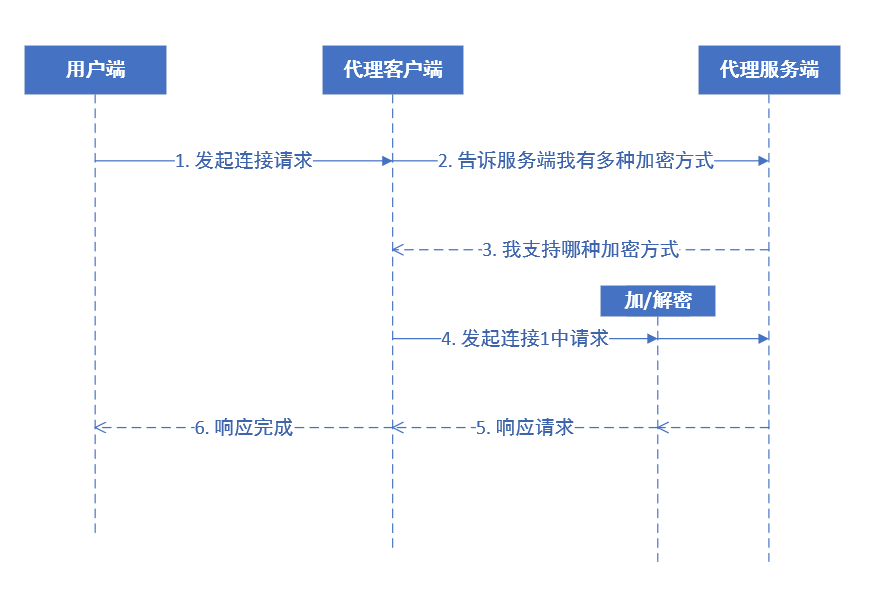 用户端
代理客户端
代理服务端
1. 发起连接请求
2. 告诉服务端我有多种加密方式
3. 我支持哪种加密方式
加/解密
4. 发起连接1中请求
6. 响应完成
5. 响应请求